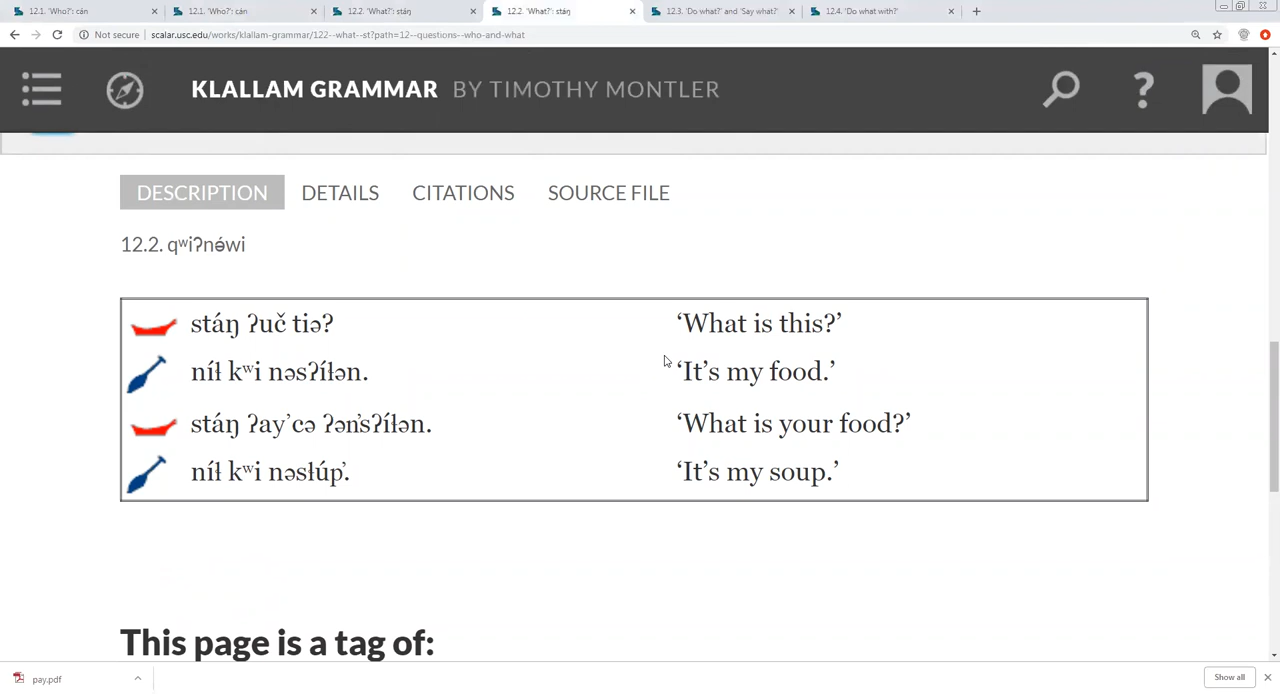 12.1. 'Who?': cán
12.1. 'Who?': cán
12.2. 'What?': stáŋ
12.2. 'What?': stáŋ
12.3. 'Do what?' and 'Say what?'
12.4. 'Do what with?'
Not secure | scalar.usc.edu/works/klallam-grammar/122--what--st?path=12--questions--who-and-what
KLALLAM GRAMMAR BY TIMOTHY MONTLER
DESCRIPTION DETAILS CITATIONS SOURCE FILE
12.2. qʷiʔnə́wi
stáŋ ʔuč tiə? ‘What is this?’
níɬ kʷi nəsʔíɬən. ‘It’s my food.’
stáŋ ʔay’cə ʔən̓sʔíɬən. ‘What is your food?’
níɬ kʷi nəsɬúp̓. ‘It’s my soup.’
This page is a tag of:
pay.pdf
Show all